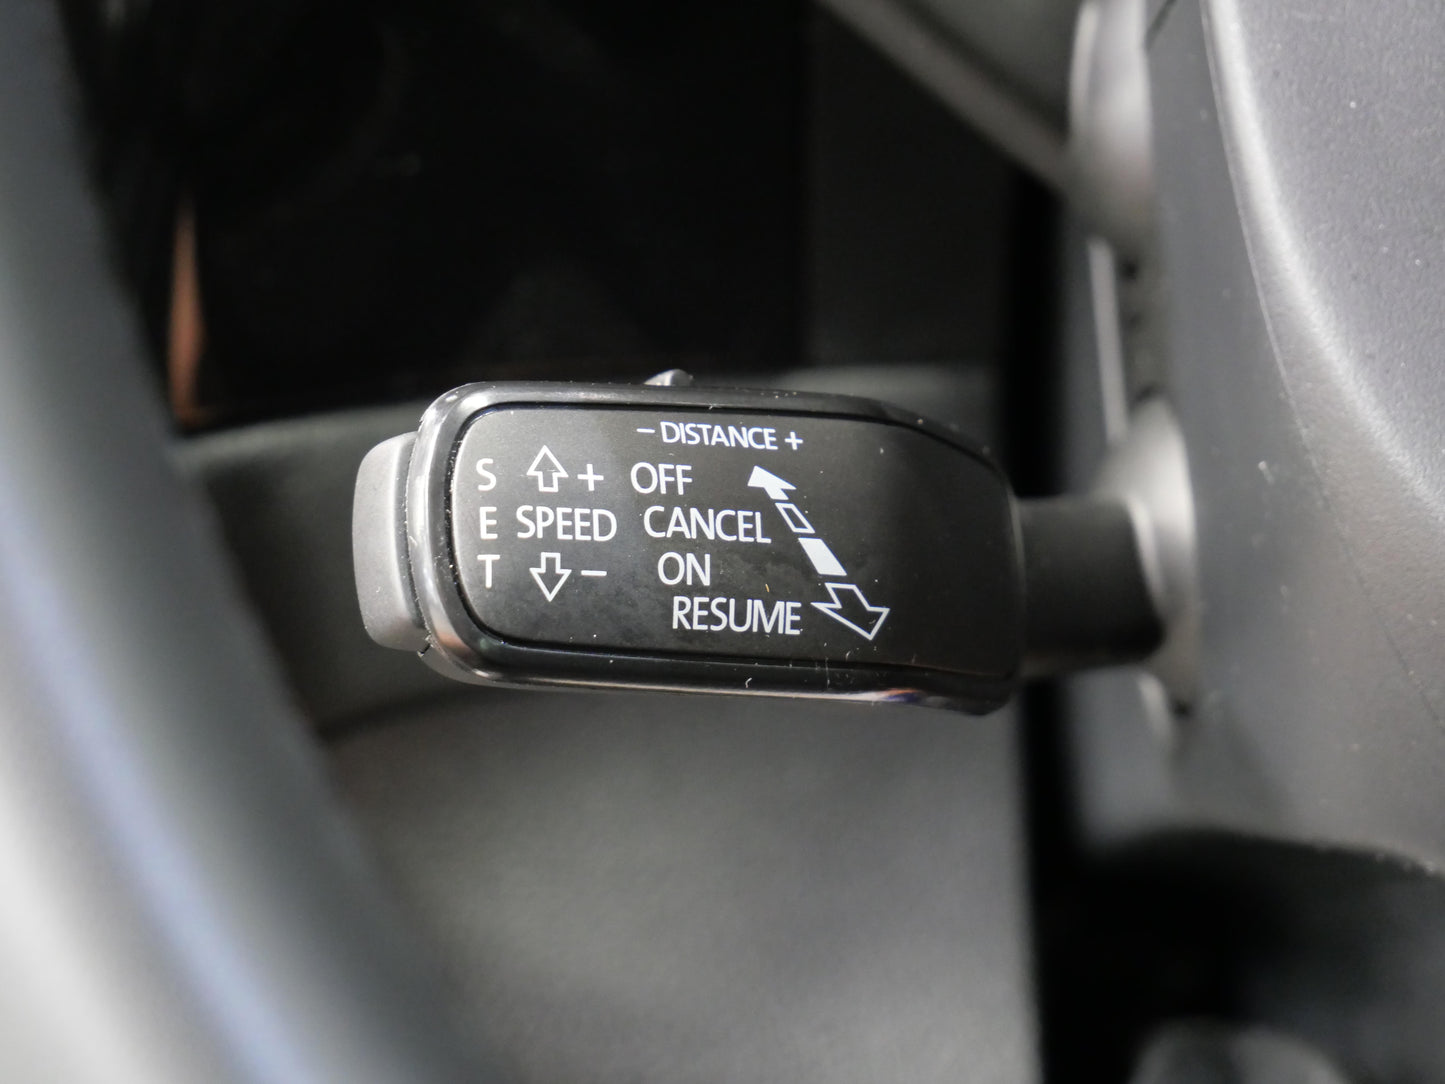 − DISTANCE +
S + OFF
E SPEED CANCEL
T − ON
RESUME